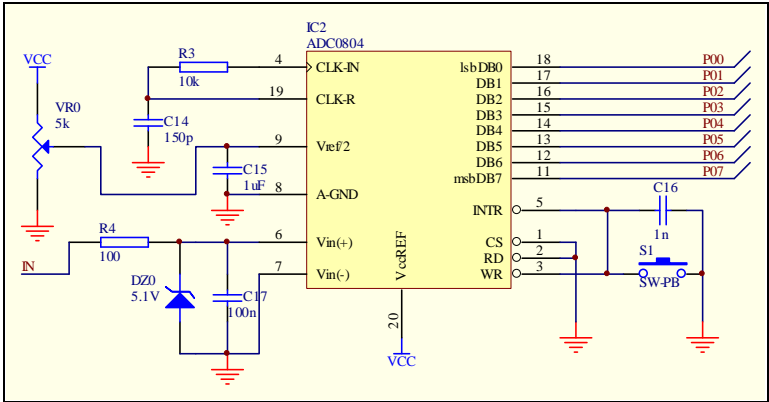 IC2
ADC0804
VCC
R3
10k
4
CLK-IN
lsbDB0
18
P00
DB1
17
P01
19
CLK-R
DB2
16
P02
VR0
5k
C14
150p
DB3
15
P03
DB4
14
P04
9
Vref/2
DB5
13
P05
C15
1uF
DB6
12
P06
8
A-GND
msbDB7
11
P07
INTR
5
C16
1n
R4
100
6
Vin(+)
CS
1
RD
2
S1
SW-PB
IN
7
Vin(-)
WR
3
VccREF
DZ0
5.1V
C17
100n
20
VCC